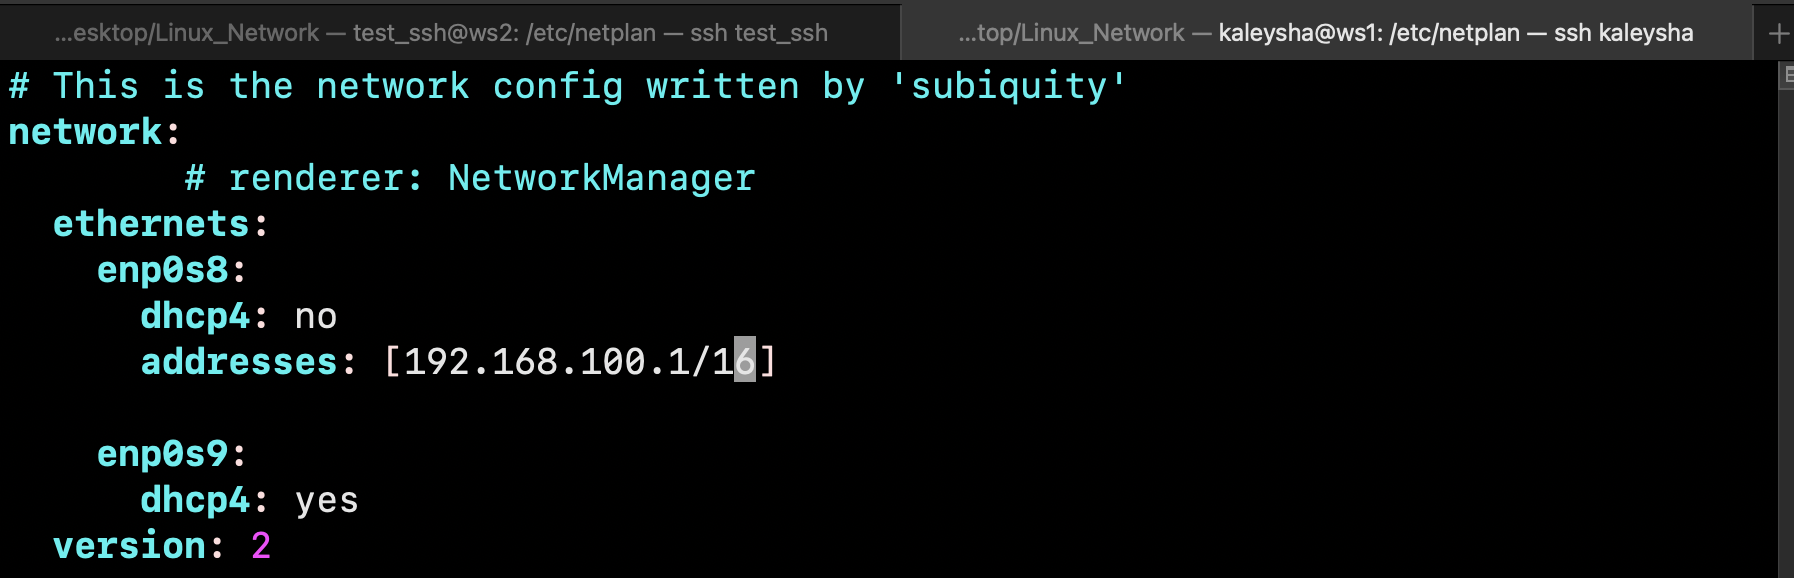 ...esktop/Linux_Network — test_ssh@ws2: /etc/netplan — ssh test_ssh
...top/Linux_Network — kaleysha@ws1: /etc/netplan — ssh kaleysha
# This is the network config written by 'subiquity'
network:
        # renderer: NetworkManager
  ethernets:
    enp0s8:
      dhcp4: no
      addresses: [192.168.100.1/16]

    enp0s9:
      dhcp4: yes
  version: 2